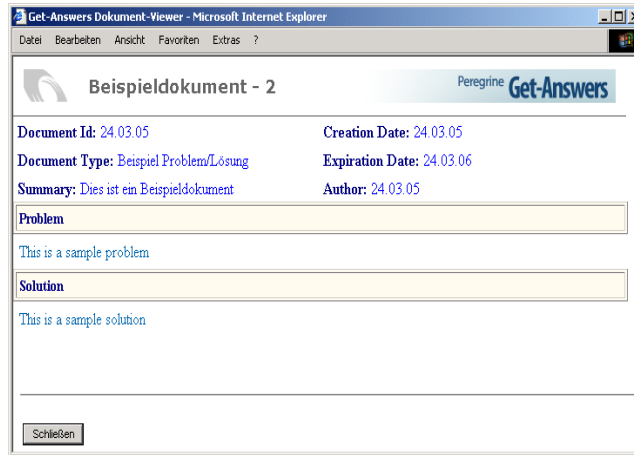 Get-Answers Dokument-Viewer - Microsoft Internet Explorer
Datei Bearbeiten Ansicht Favoriten Extras ?
Beispieldokument - 2
Peregrine Get-Answers
Document Id: 24.03.05 Creation Date: 24.03.05
Document Type: Beispiel Problem/Lösung Expiration Date: 24.03.06
Summary: Dies ist ein Beispieldokument Author: 24.03.05
Problem
This is a sample problem
Solution
This is a sample solution
Schließen